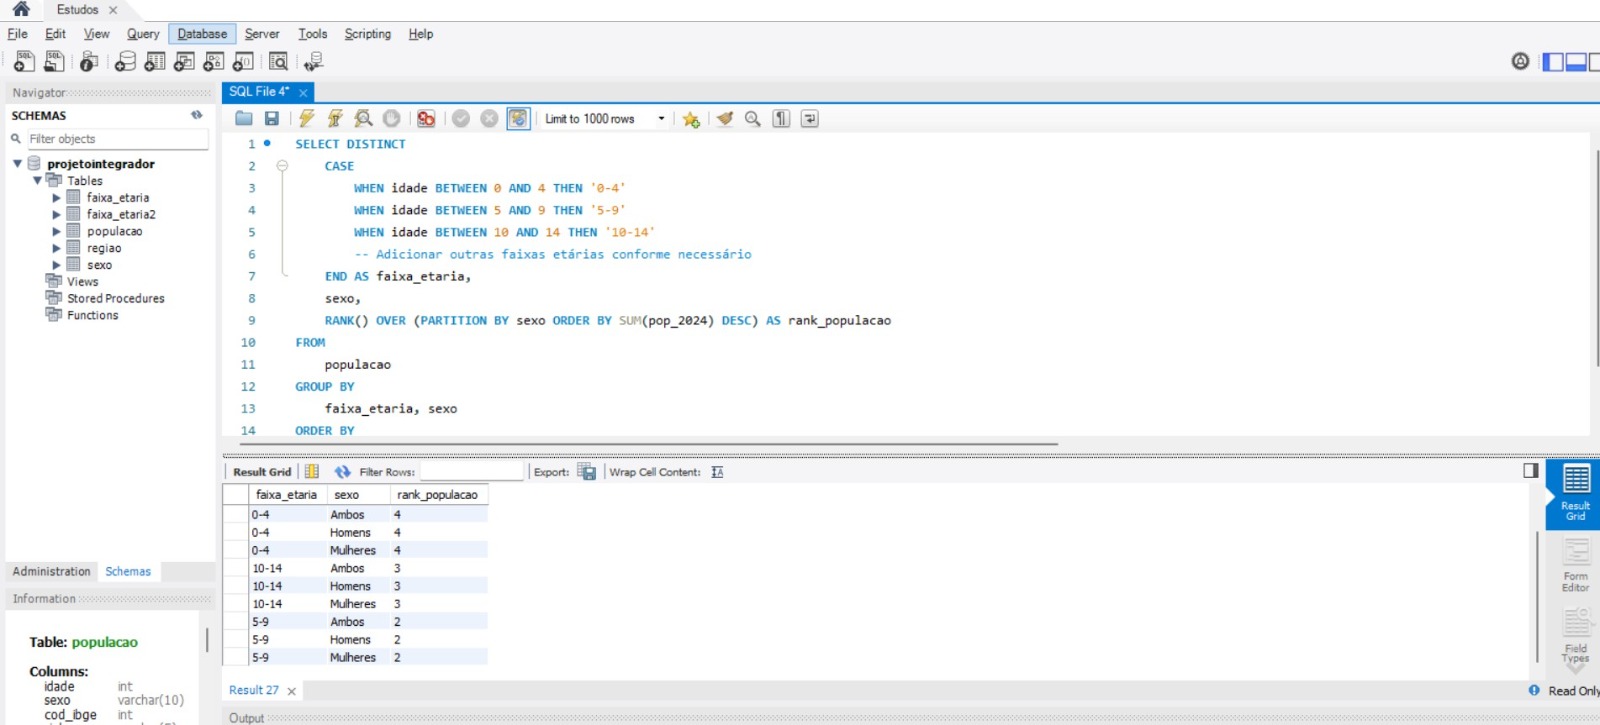 Estudos ×
File Edit View Query Database Server Tools Scripting Help
Navigator
SCHEMAS
Filter objects
projetointegrador
Tables
faixa_etaria
faixa_etaria2
populacao
regiao
sexo
Views
Stored Procedures
Functions
Administration Schemas
Information
Table: populacao
Columns:
idade int
sexo varchar(10)
cod_ibge int
SQL File 4* ×
Limit to 1000 rows
1 SELECT DISTINCT
2 CASE
3 WHEN idade BETWEEN 0 AND 4 THEN '0-4'
4 WHEN idade BETWEEN 5 AND 9 THEN '5-9'
5 WHEN idade BETWEEN 10 AND 14 THEN '10-14'
6 -- Adicionar outras faixas etárias conforme necessário
7 END AS faixa_etaria,
8 sexo,
9 RANK() OVER (PARTITION BY sexo ORDER BY SUM(pop_2024) DESC) AS rank_populacao
10 FROM
11 populacao
12 GROUP BY
13 faixa_etaria, sexo
14 ORDER BY
Result Grid Filter Rows: Export: Wrap Cell Content:
faixa_etaria sexo rank_populacao
0-4 Ambos 4
0-4 Homens 4
0-4 Mulheres 4
10-14 Ambos 3
10-14 Homens 3
10-14 Mulheres 3
5-9 Ambos 2
5-9 Homens 2
5-9 Mulheres 2
Result 27 ×
Output
Result
Grid
Form
Editor
Field
Types
Read Only